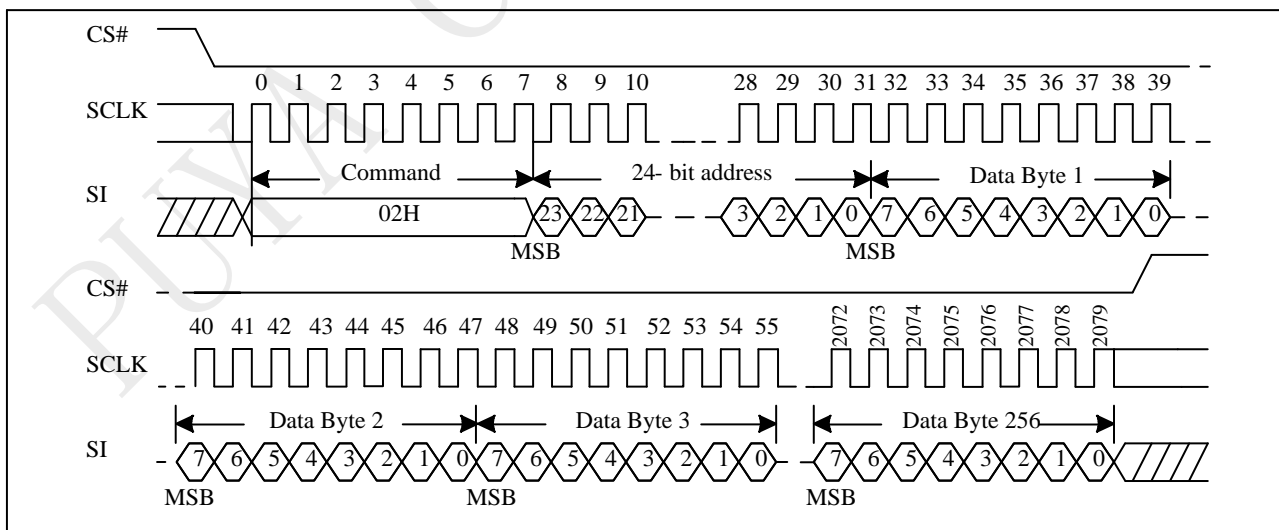 PUYA
CS#
0 1 2 3 4 5 6 7 8 9 10 28 29 30 31 32 33 34 35 36 37 38 39
SCLK
Command 24- bit address Data Byte 1
SI
02H 23 22 21 3 2 1 0 7 6 5 4 3 2 1 0
MSB MSB
CS#
40 41 42 43 44 45 46 47 48 49 50 51 52 53 54 55 2072 2073 2074 2075 2076 2077 2078 2079
SCLK
Data Byte 2 Data Byte 3 Data Byte 256
SI
7 6 5 4 3 2 1 0 7 6 5 4 3 2 1 0 7 6 5 4 3 2 1 0
MSB MSB MSB